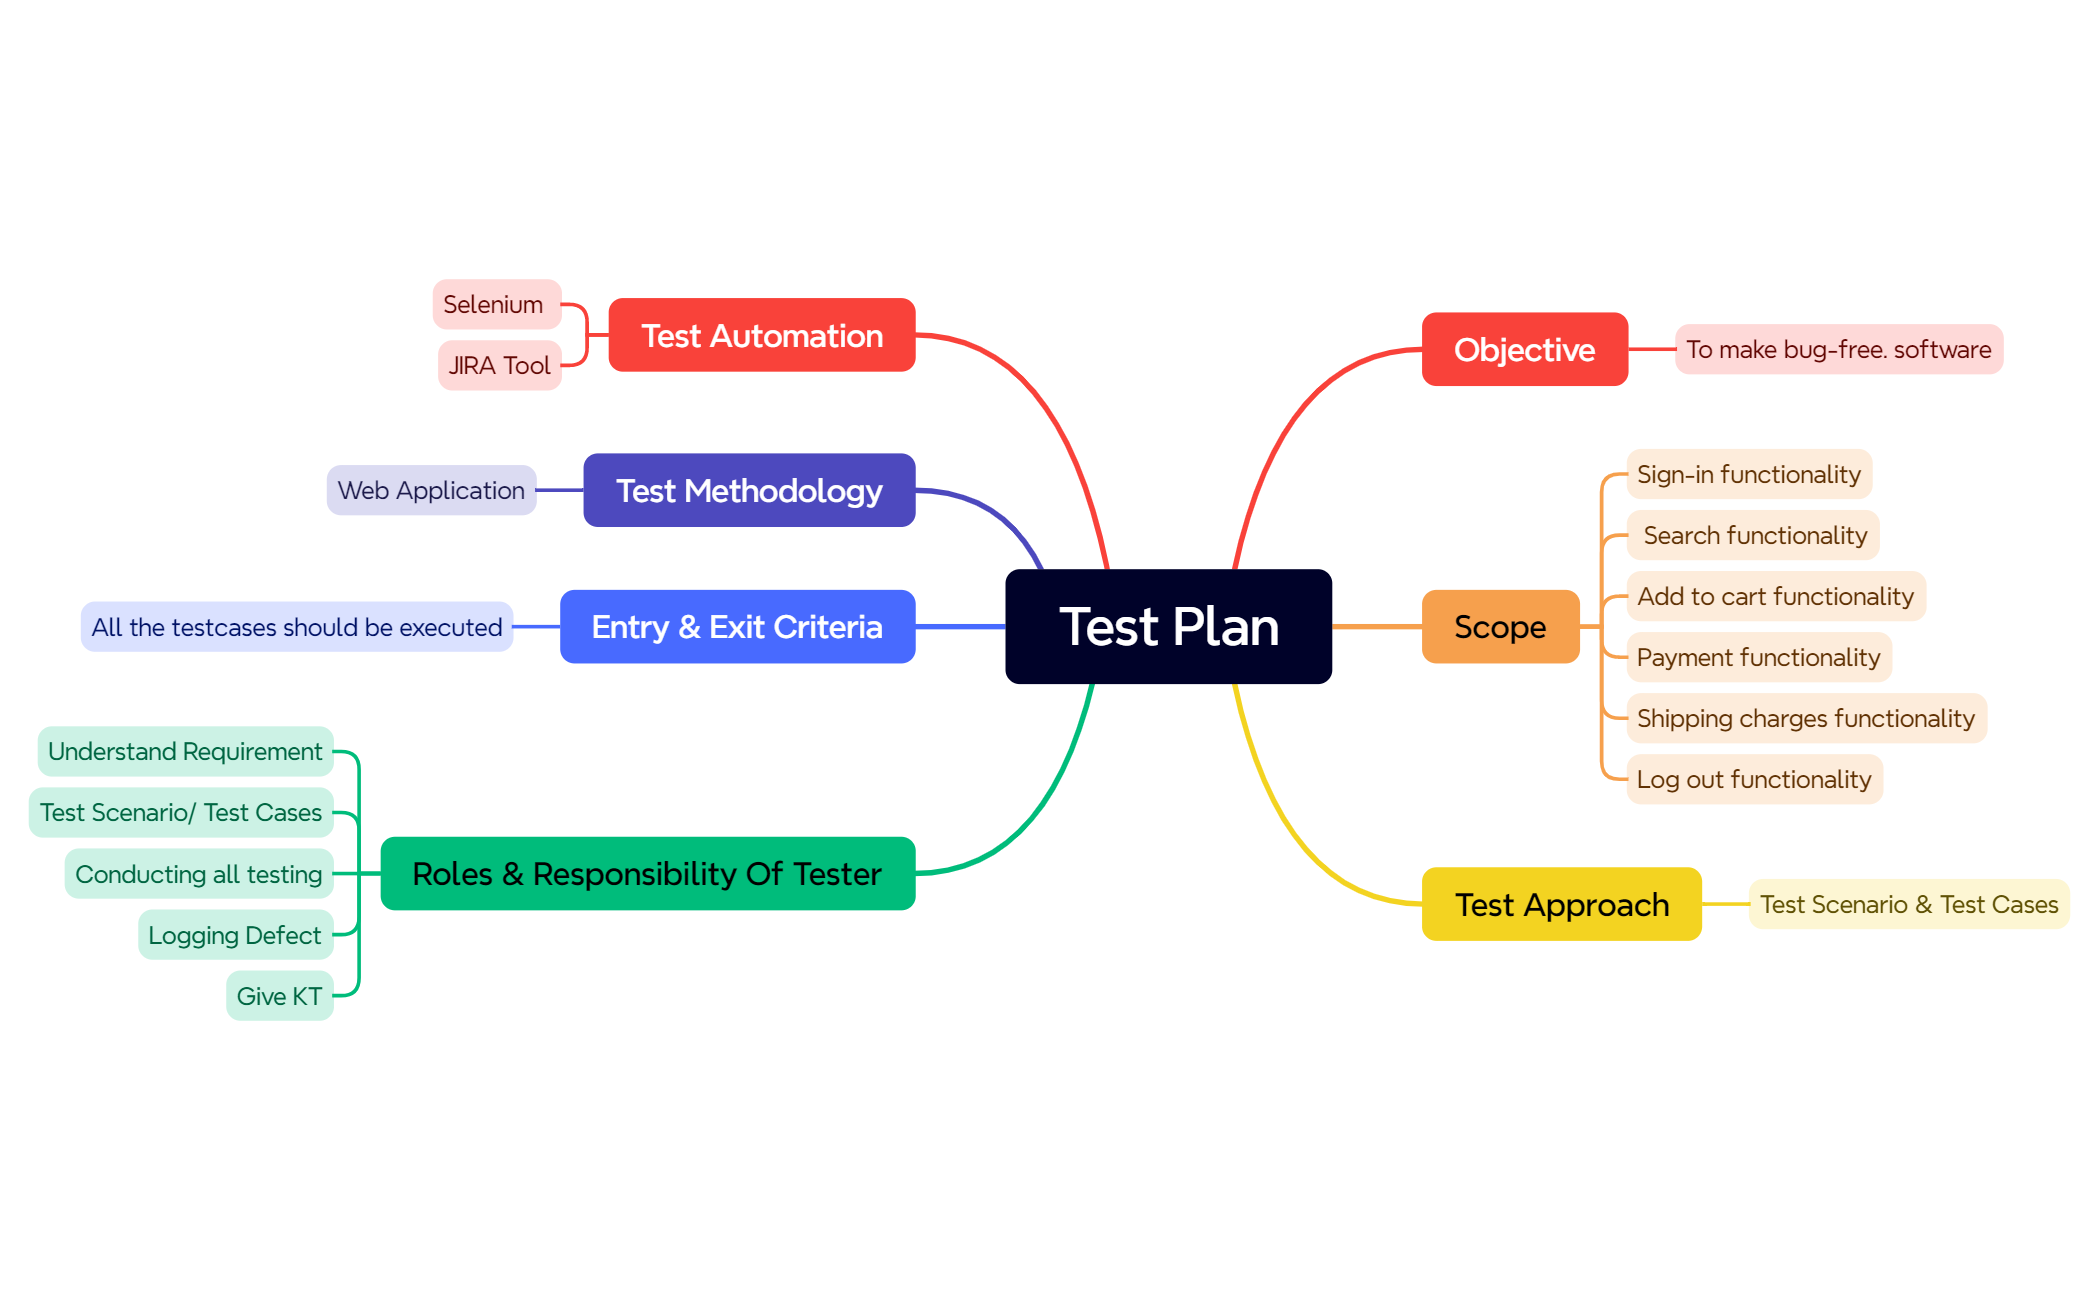 Test Plan
Test Automation
Selenium
JIRA Tool
Test Methodology
Web Application
Entry & Exit Criteria
All the testcases should be executed
Roles & Responsibility Of Tester
Understand Requirement
Test Scenario/ Test Cases
Conducting all testing
Logging Defect
Give KT
Objective
To make bug-free. software
Scope
Sign-in functionality
Search functionality
Add to cart functionality
Payment functionality
Shipping charges functionality
Log out functionality
Test Approach
Test Scenario & Test Cases